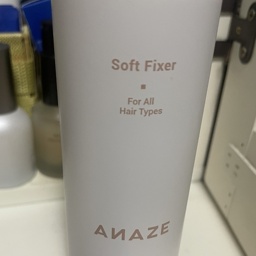 Soft Fixer
For All
Hair Types
ANAZE